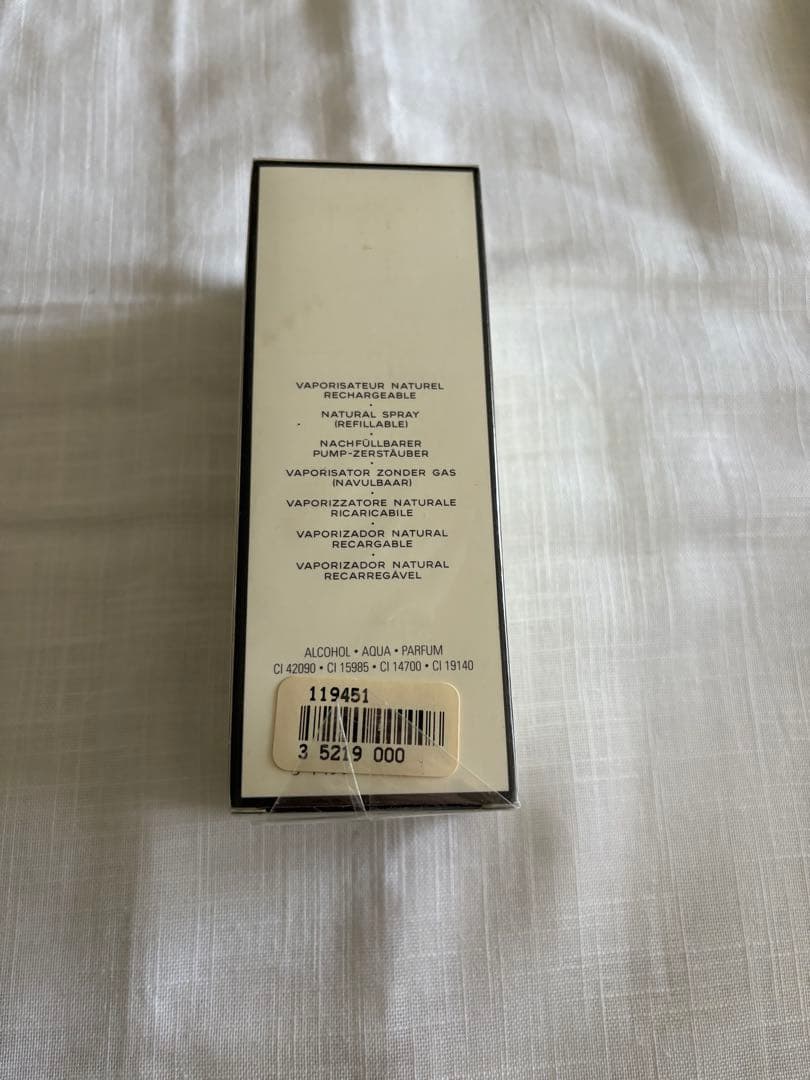 VAPORISATEUR NATUREL
RECHARGEABLE
•
NATURAL SPRAY
(REFILLABLE)
•
NACHFÜLLBARER
PUMP-ZERSTÄUBER
•
VAPORISATOR ZONDER GAS
(NAVULBAAR)
•
VAPORIZZATORE NATURALE
RICARICABILE
•
VAPORIZADOR NATURAL
RECARGABLE
•
VAPORIZADOR NATURAL
RECARREGÁVEL
ALCOHOL • AQUA • PARFUM
CI 42090 • CI 15985 • CI 14700 • CI 19140
119451
3 5219 000